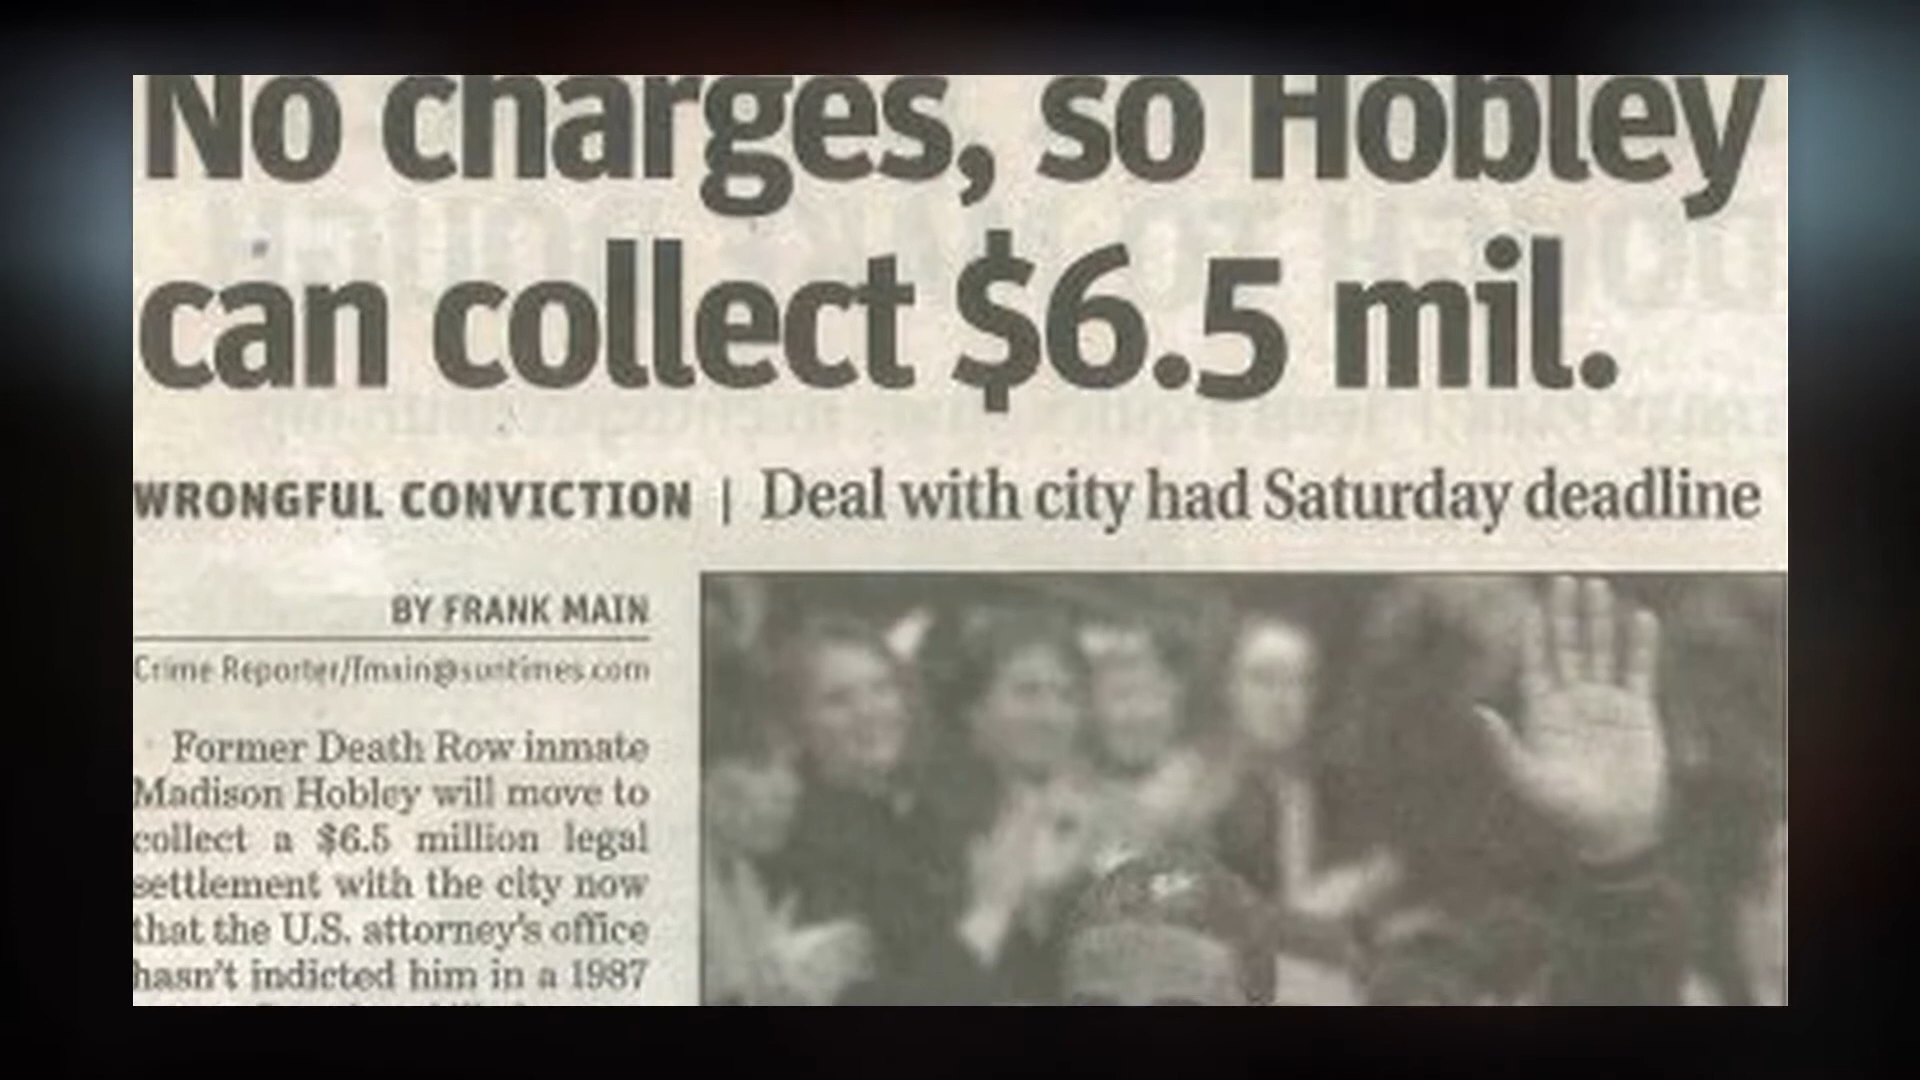 No charges, so Hobley
can collect $6.5 mil.
WRONGFUL CONVICTION | Deal with city had Saturday deadline
BY FRANK MAIN
Crime Reporter/fmain@suntimes.com
Former Death Row inmate
Madison Hobley will move to
collect a $6.5 million legal
settlement with the city now
that the U.S. attorney's office
hasn't indicted him in a 1987